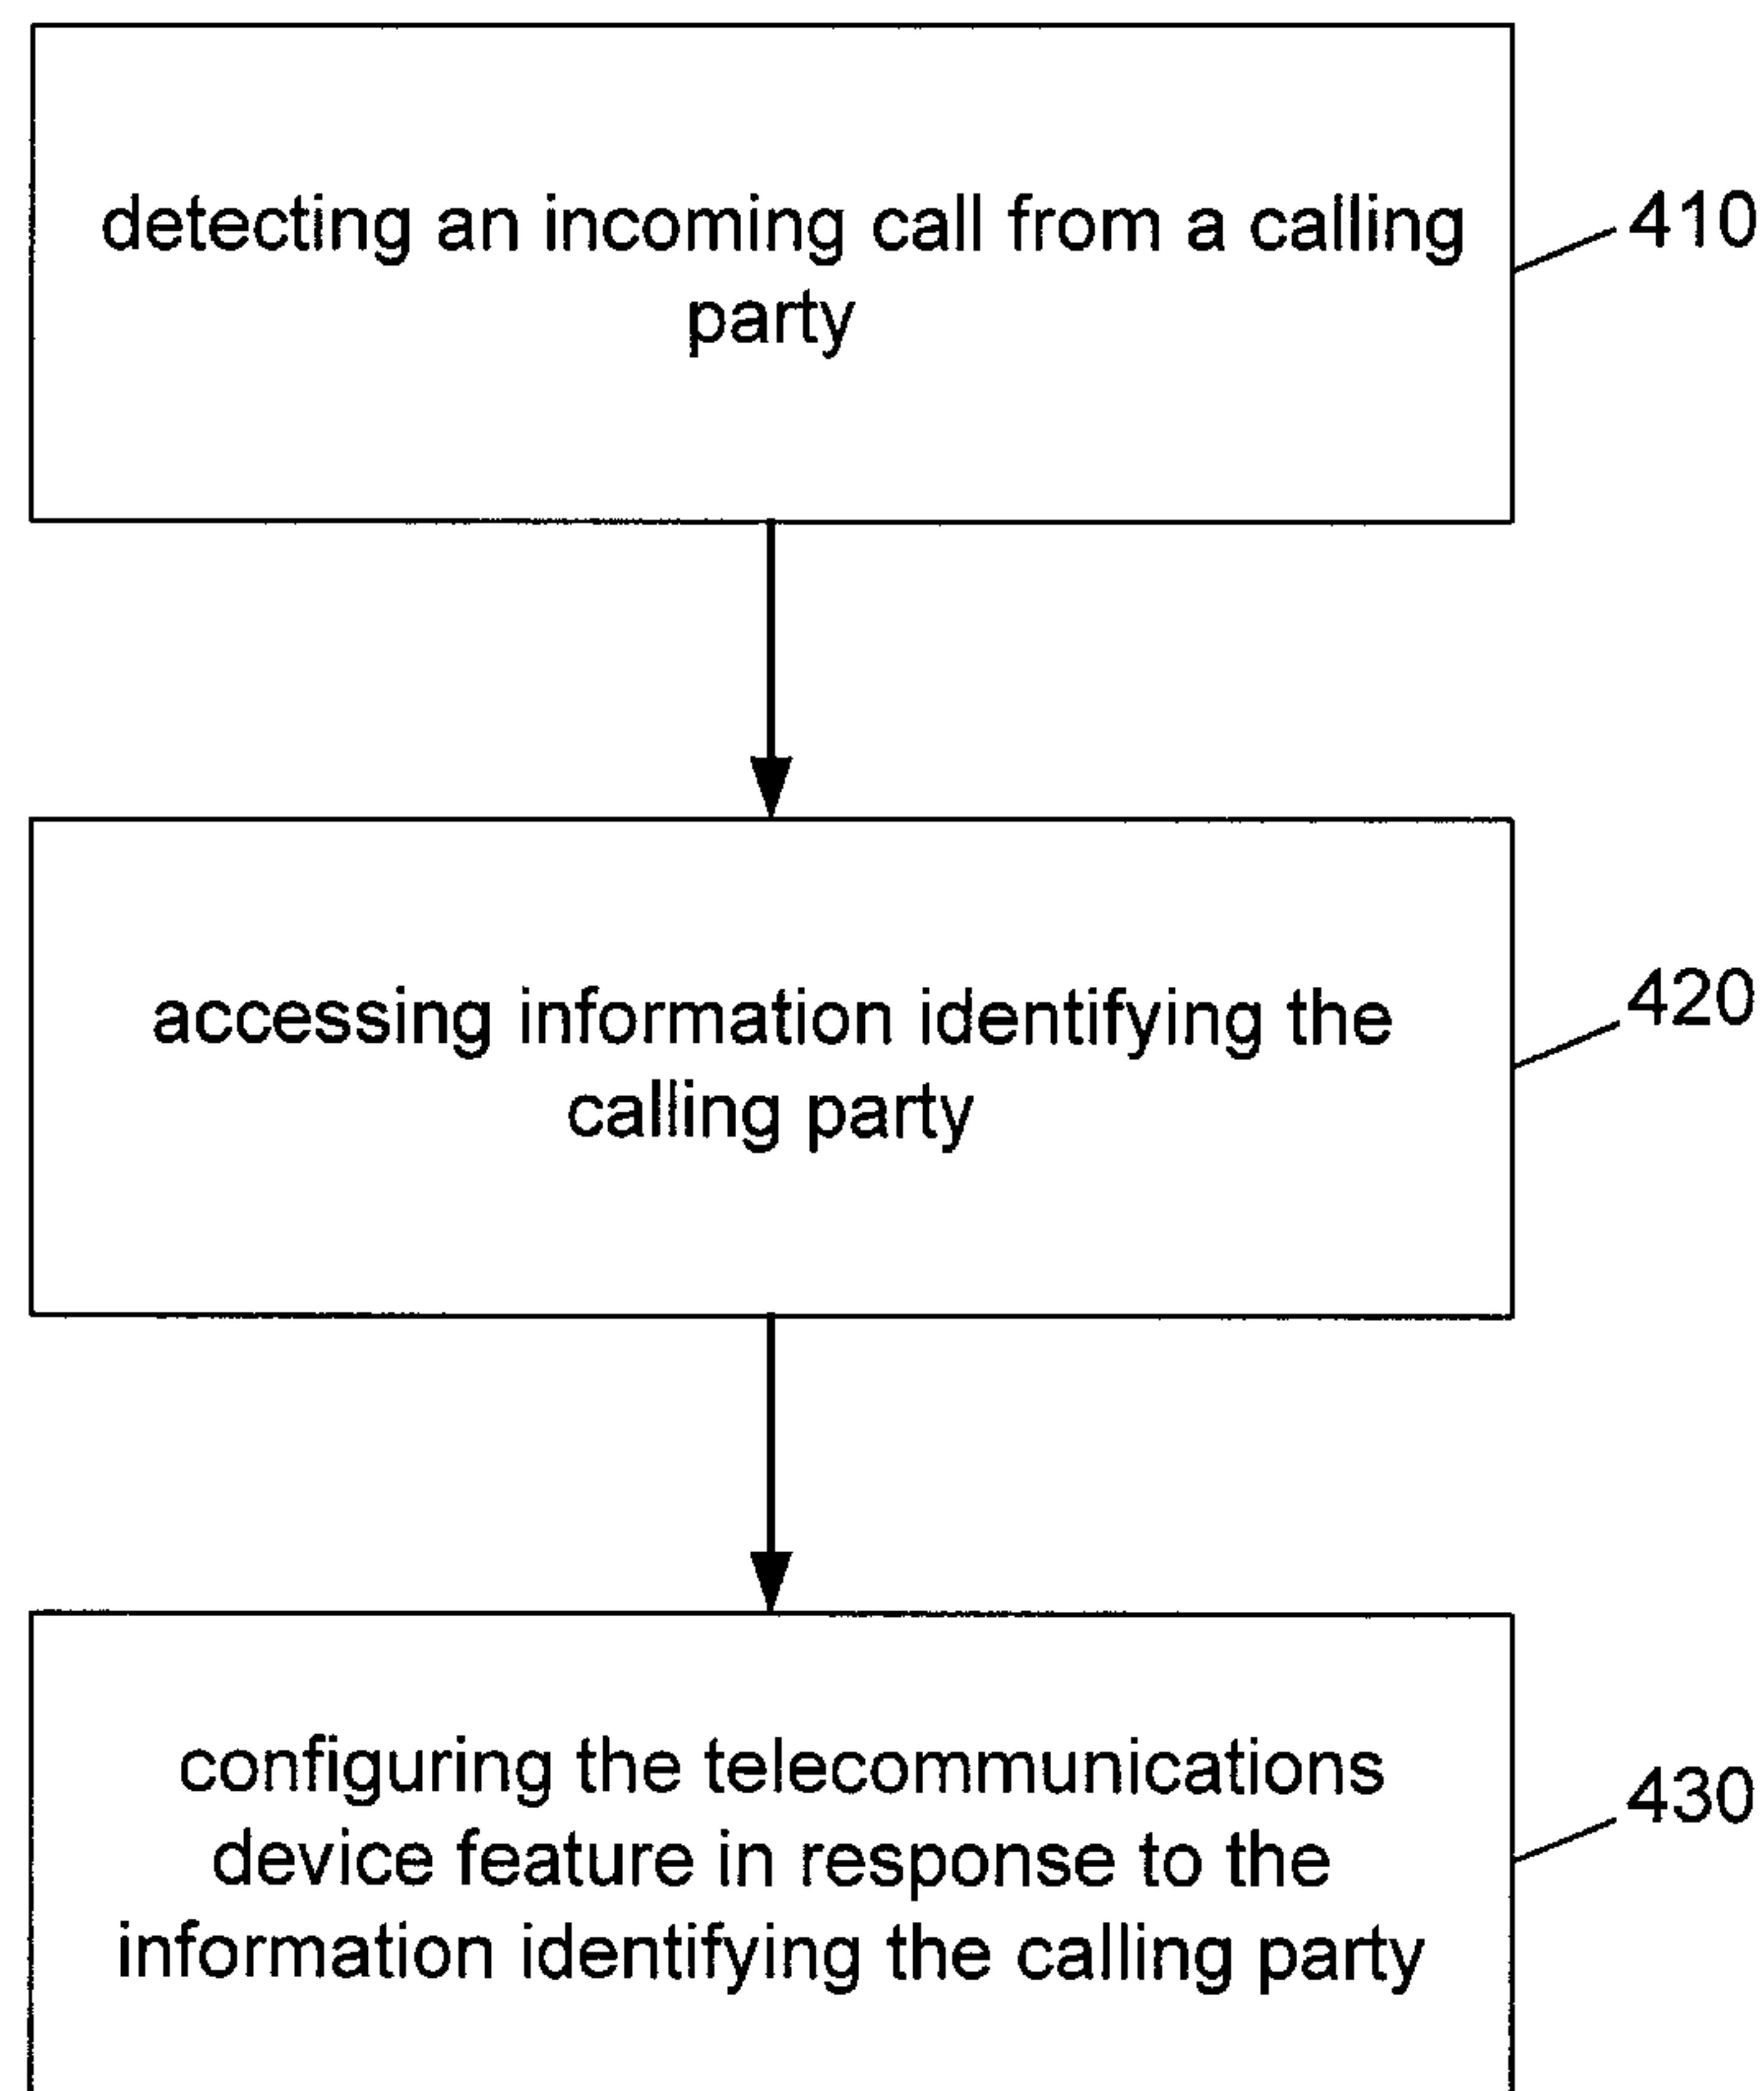 detecting an incoming call from a calling
party
410
accessing information identifying the
calling party
420
configuring the telecommunications
device feature in response to the
information identifying the calling party
430